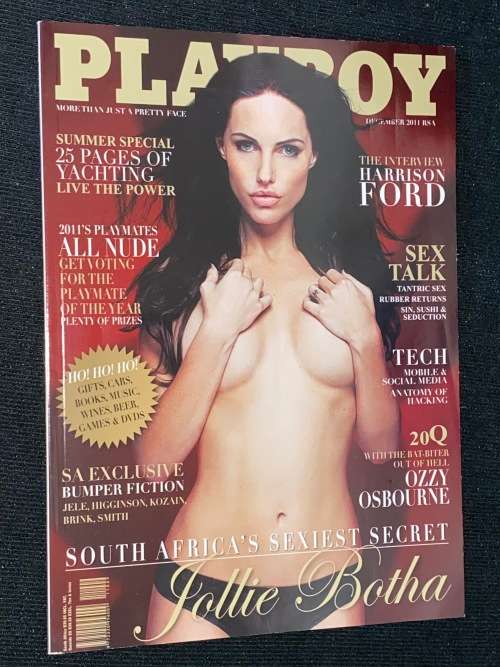 PLAYBOY
MORE THAN JUST A PRETTY FACE
DECEMBER 2011 RSA
SUMMER SPECIAL
25 PAGES OF
YACHTING
LIVE THE POWER
2011'S PLAYMATES
ALL NUDE
GET VOTING
FOR THE
PLAYMATE
OF THE YEAR
PLENTY OF PRIZES
HO! HO! HO!
GIFTS, CARS,
BOOKS, MUSIC,
WINES, BEER,
GAMES & DVDS
SA EXCLUSIVE
BUMPER FICTION
JELE, HIGGINSON, KOZAIN,
BRINK, SMITH
THE INTERVIEW
HARRISON
FORD
SEX
TALK
TANTRIC SEX
RUBBER RETURNS
SIN, SUSHI &
SEDUCTION
TECH
MOBILE &
SOCIAL MEDIA
ANATOMY OF
HACKING
20Q
WITH THE BAT-BITER
OUT OF HELL
OZZY
OSBOURNE
SOUTH AFRICA'S SEXIEST SECRET
Jollie Botha